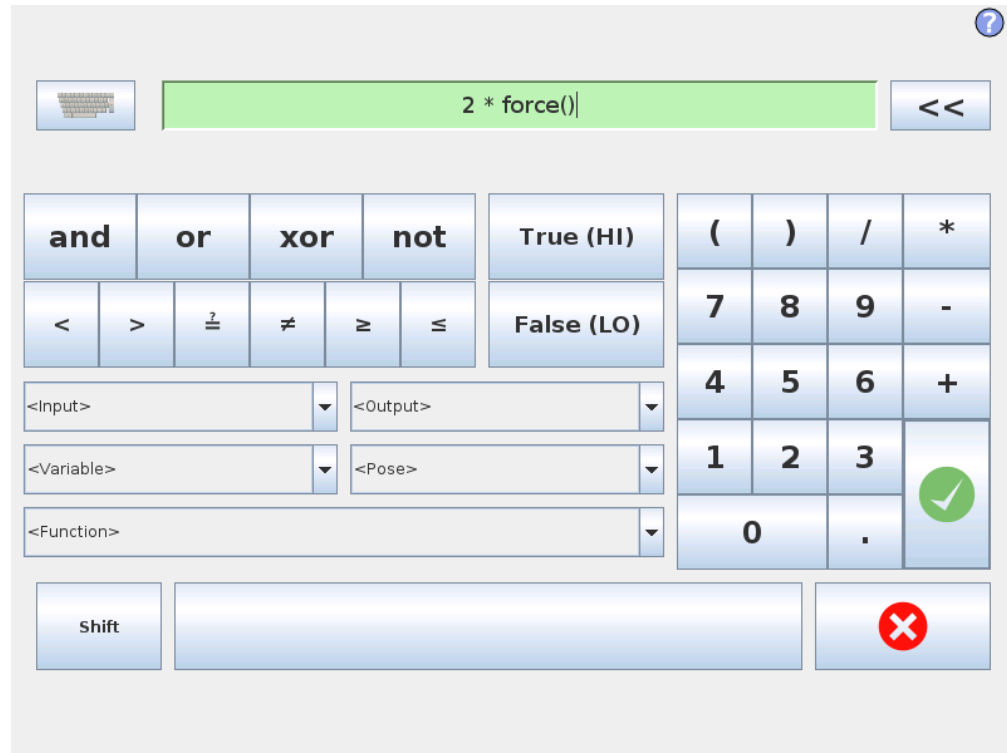 ?
2 * force()
<<
and or xor not True (HI) ( ) / *
7 8 9 -
< > ≟ ≠ ≥ ≤ False (LO)
4 5 6 +
<Input> <Output>
1 2 3
<Variable> <Pose>
0 .
<Function>
Shift